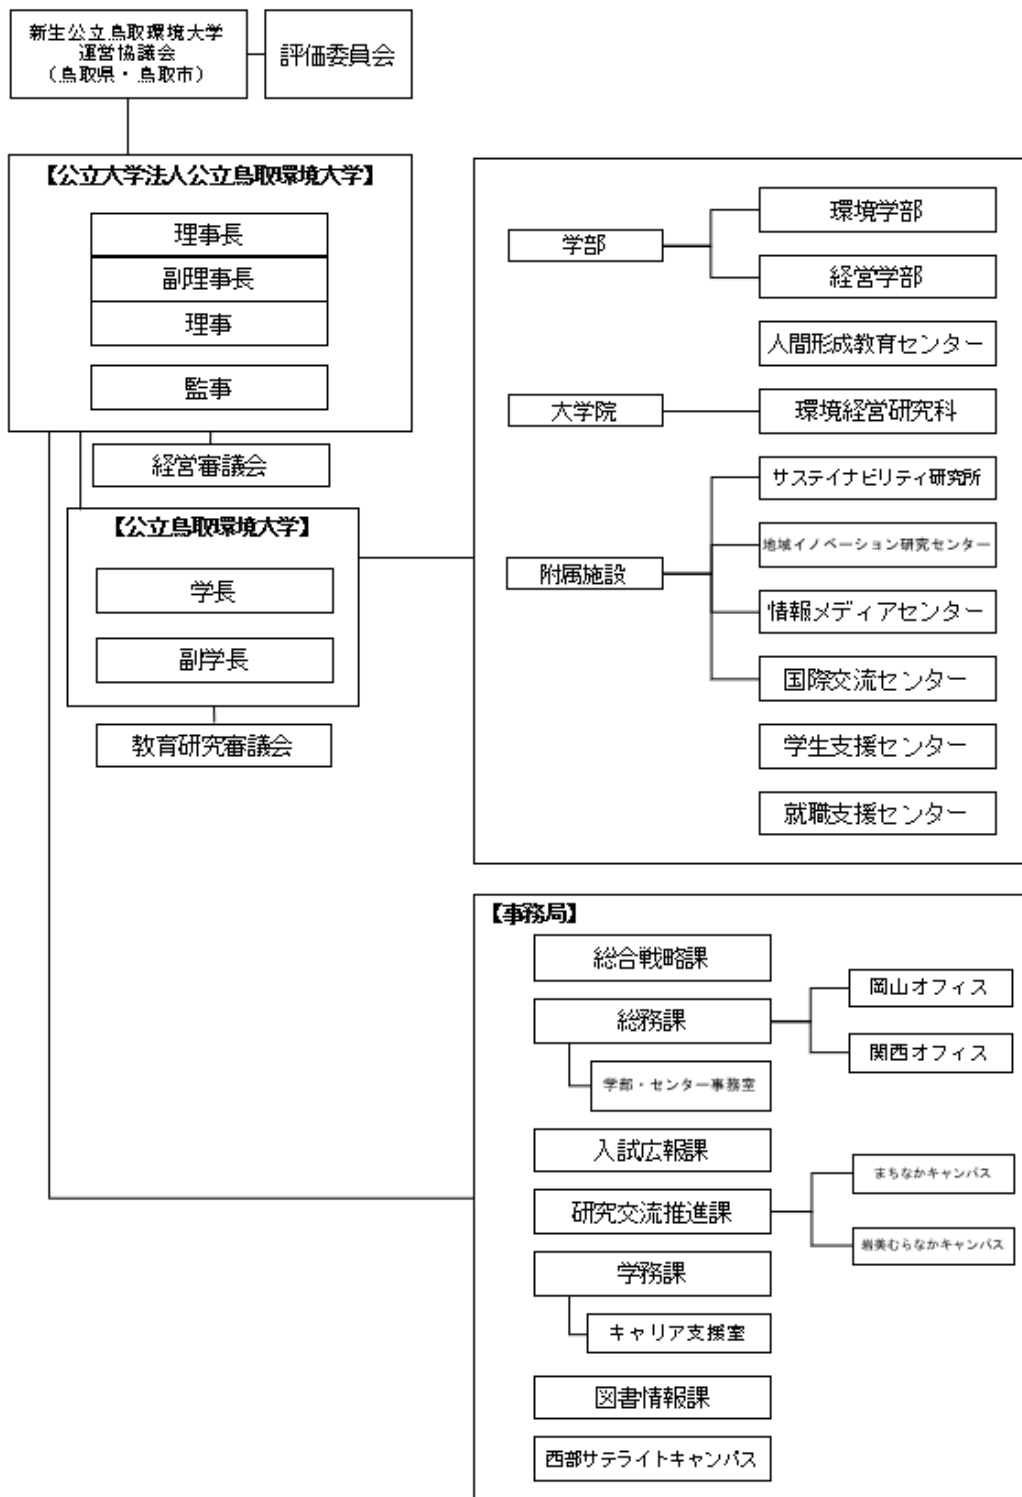 新生公立鳥取環境大学
運営協議会
（鳥取県・鳥取市）
評価委員会
【公立大学法人公立鳥取環境大学】
理事長
副理事長
理事
監事
経営審議会
【公立鳥取環境大学】
学長
副学長
教育研究審議会
学部
環境学部
経営学部
人間形成教育センター
大学院
環境経営研究科
附属施設
サステイナビリティ研究所
地域イノベーション研究センター
情報メディアセンター
国際交流センター
学生支援センター
就職支援センター
【事務局】
総合戦略課
総務課
岡山オフィス
関西オフィス
学部・センター事務室
入試広報課
研究交流推進課
まちなかキャンパス
岩美むらなかキャンパス
学務課
キャリア支援室
図書情報課
西部サテライトキャンパス